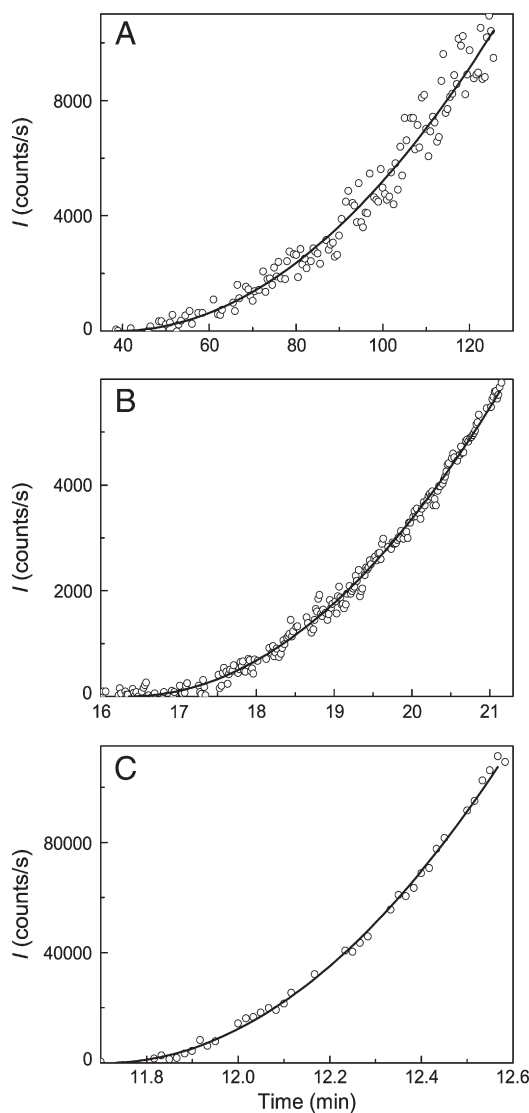 A
I (counts/s)
8000
4000
0
40 60 80 100 120
B
I (counts/s)
4000
2000
0
16 17 18 19 20 21
C
I (counts/s)
80000
40000
0
11.8 12.0 12.2 12.4 12.6
Time (min)